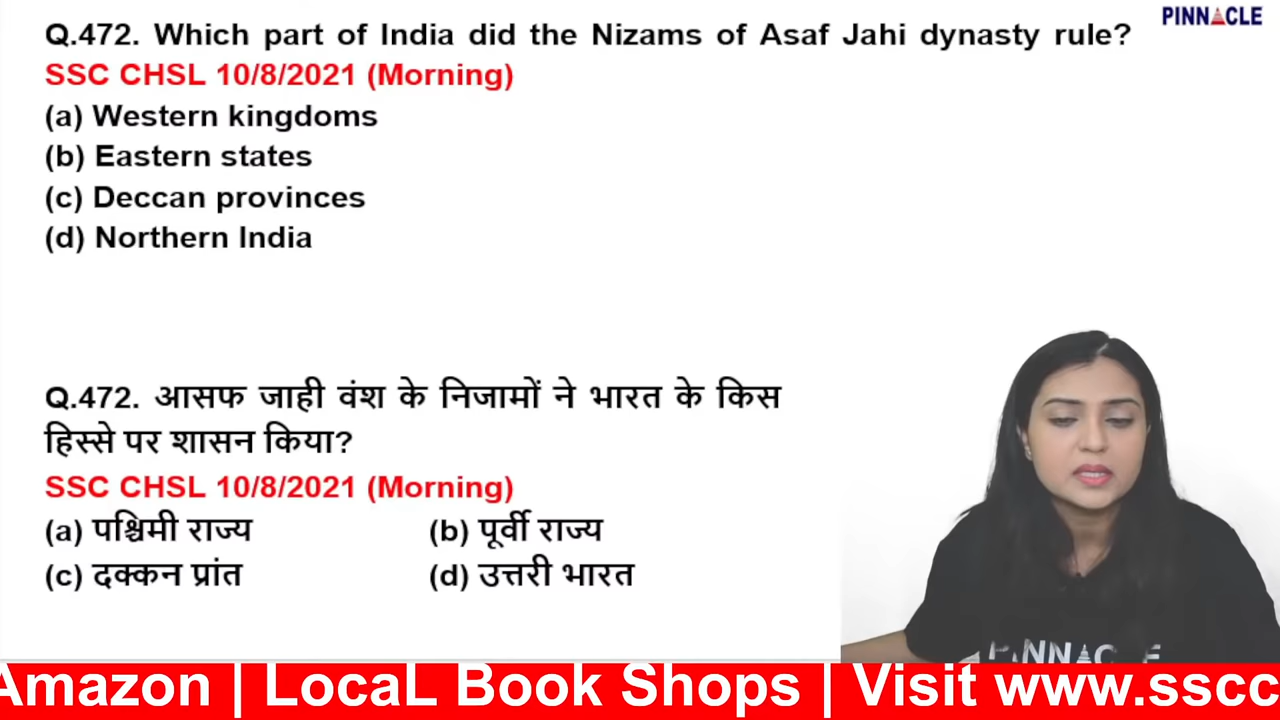 PINNACLE
Q.472. Which part of India did the Nizams of Asaf Jahi dynasty rule?
SSC CHSL 10/8/2021 (Morning)
(a) Western kingdoms
(b) Eastern states
(c) Deccan provinces
(d) Northern India
Q.472. आसफ जाही वंश के निजामों ने भारत के किस
हिस्से पर शासन किया?
SSC CHSL 10/8/2021 (Morning)
(a) पश्चिमी राज्य (b) पूर्वी राज्य
(c) दक्कन प्रांत (d) उत्तरी भारत
PINNACLE
Amazon | LocaL Book Shops | Visit www.sscc